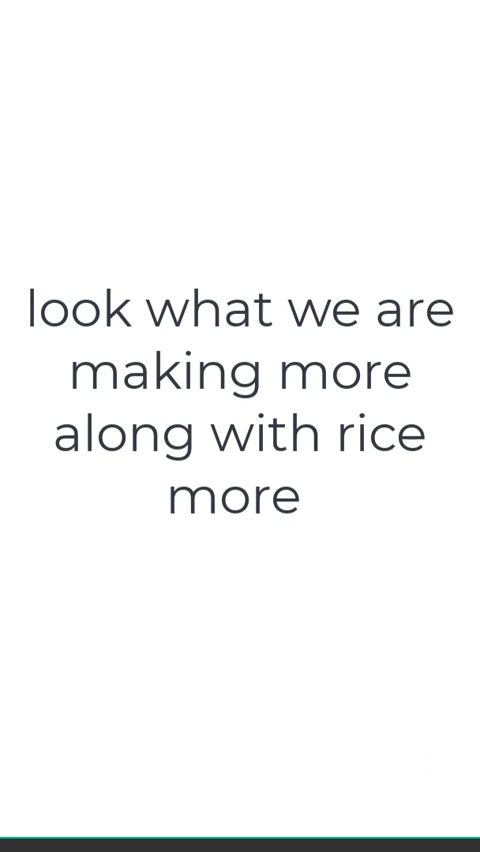 look what we are
making more
along with rice
more